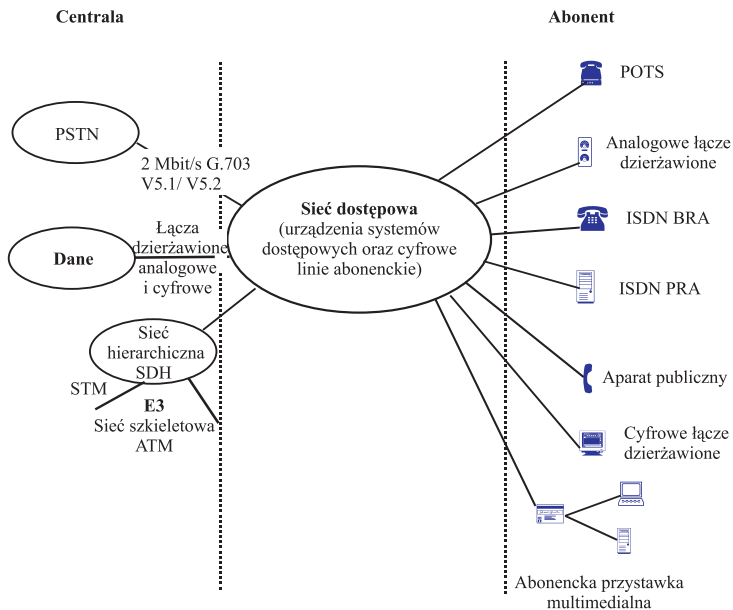 Centrala
Abonent
PSTN
2 Mbit/s G.703
V5.1/ V5.2
Łącza
dzierżawione
analogowe
i cyfrowe
Dane
Sieć
hierarchiczna
SDH
STM
E3
Sieć szkieletowa
ATM
Sieć dostępowa
(urządzenia systemów
dostępowych oraz cyfrowe
linie abonenckie)
POTS
Analogowe łącze
dzierżawione
ISDN BRA
ISDN PRA
Aparat publiczny
Cyfrowe łącze
dzierżawione
Abonencka przystawka
multimedialna